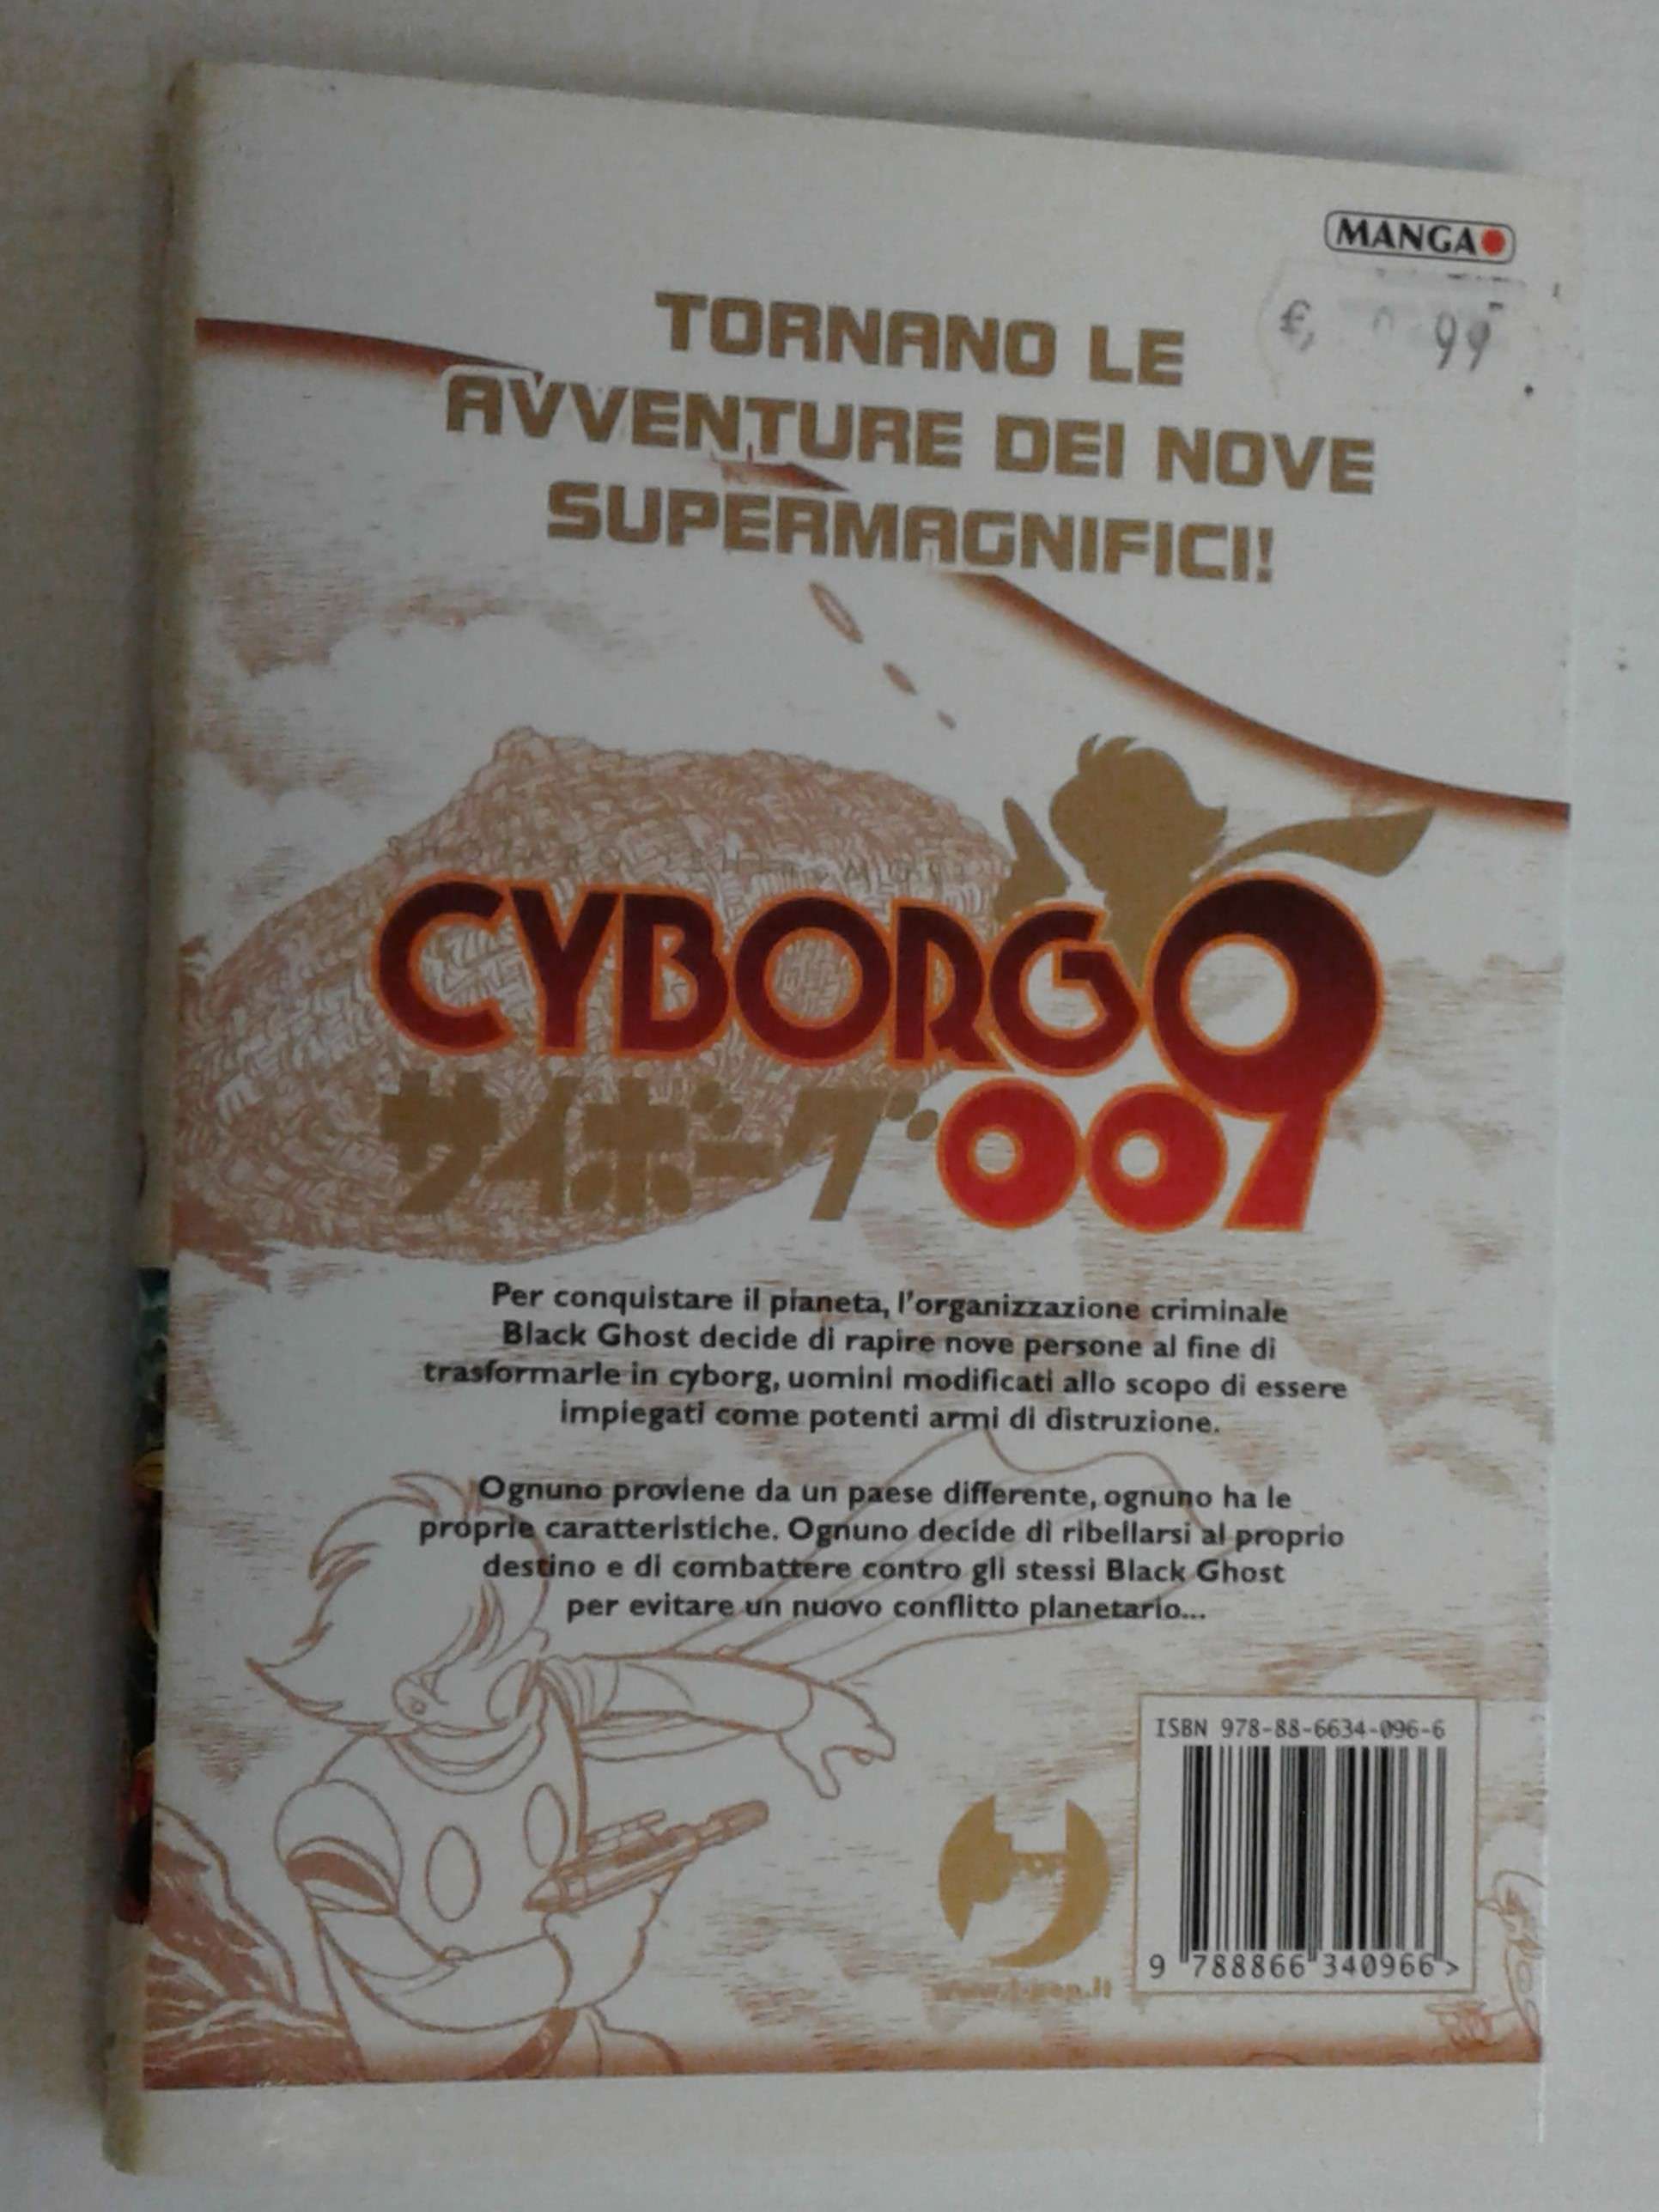 MANGA
€, 0 99
TORNANO LE
AVVENTURE DEI NOVE
SUPERMAGNIFICI!
CYBORG 009
サイボーグ
Per conquistare il pianeta, l'organizzazione criminale
Black Ghost decide di rapire nove persone al fine di
trasformarle in cyborg, uomini modificati allo scopo di essere
impiegati come potenti armi di distruzione.
Ognuno proviene da un paese differente, ognuno ha le
proprie caratteristiche. Ognuno decide di ribellarsi al proprio
destino e di combattere contro gli stessi Black Ghost
per evitare un nuovo conflitto planetario...
ISBN 978-88-6634-096-6
9 788866 340966 >